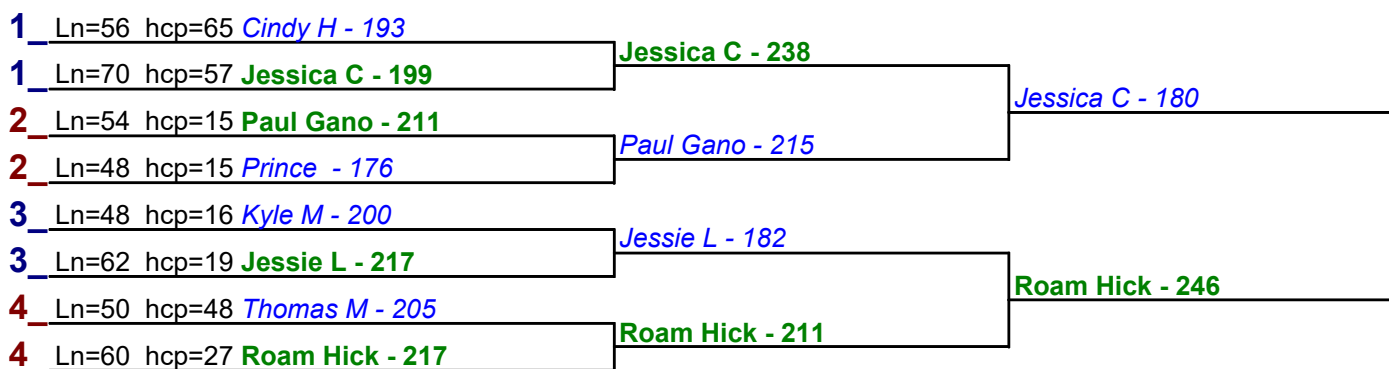 1_ Ln=56 hcp=65 Cindy H - 193
Jessica C - 238
1_ Ln=70 hcp=57 Jessica C - 199
Jessica C - 180
2_ Ln=54 hcp=15 Paul Gano - 211
Paul Gano - 215
2_ Ln=48 hcp=15 Prince - 176
3_ Ln=48 hcp=16 Kyle M - 200
Jessie L - 182
3_ Ln=62 hcp=19 Jessie L - 217
Roam Hick - 246
4_ Ln=50 hcp=48 Thomas M - 205
Roam Hick - 211
4 Ln=60 hcp=27 Roam Hick - 217